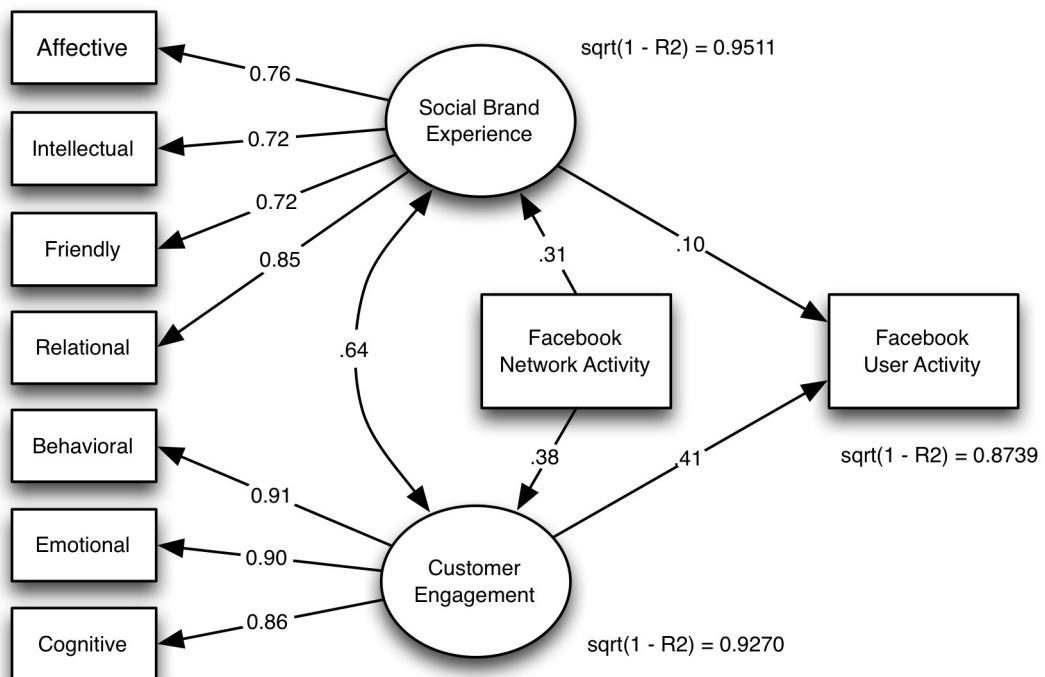 Affective
sqrt(1 - R2) = 0.9511
0.76
Social Brand
Experience
Intellectual
0.72
Friendly
0.72
0.85
.10
.31
Relational
.64
Facebook
Network Activity
Facebook
User Activity
Behavioral
.38
.41
sqrt(1 - R2) = 0.8739
0.91
Emotional
0.90
Customer
Engagement
0.86
Cognitive
sqrt(1 - R2) = 0.9270